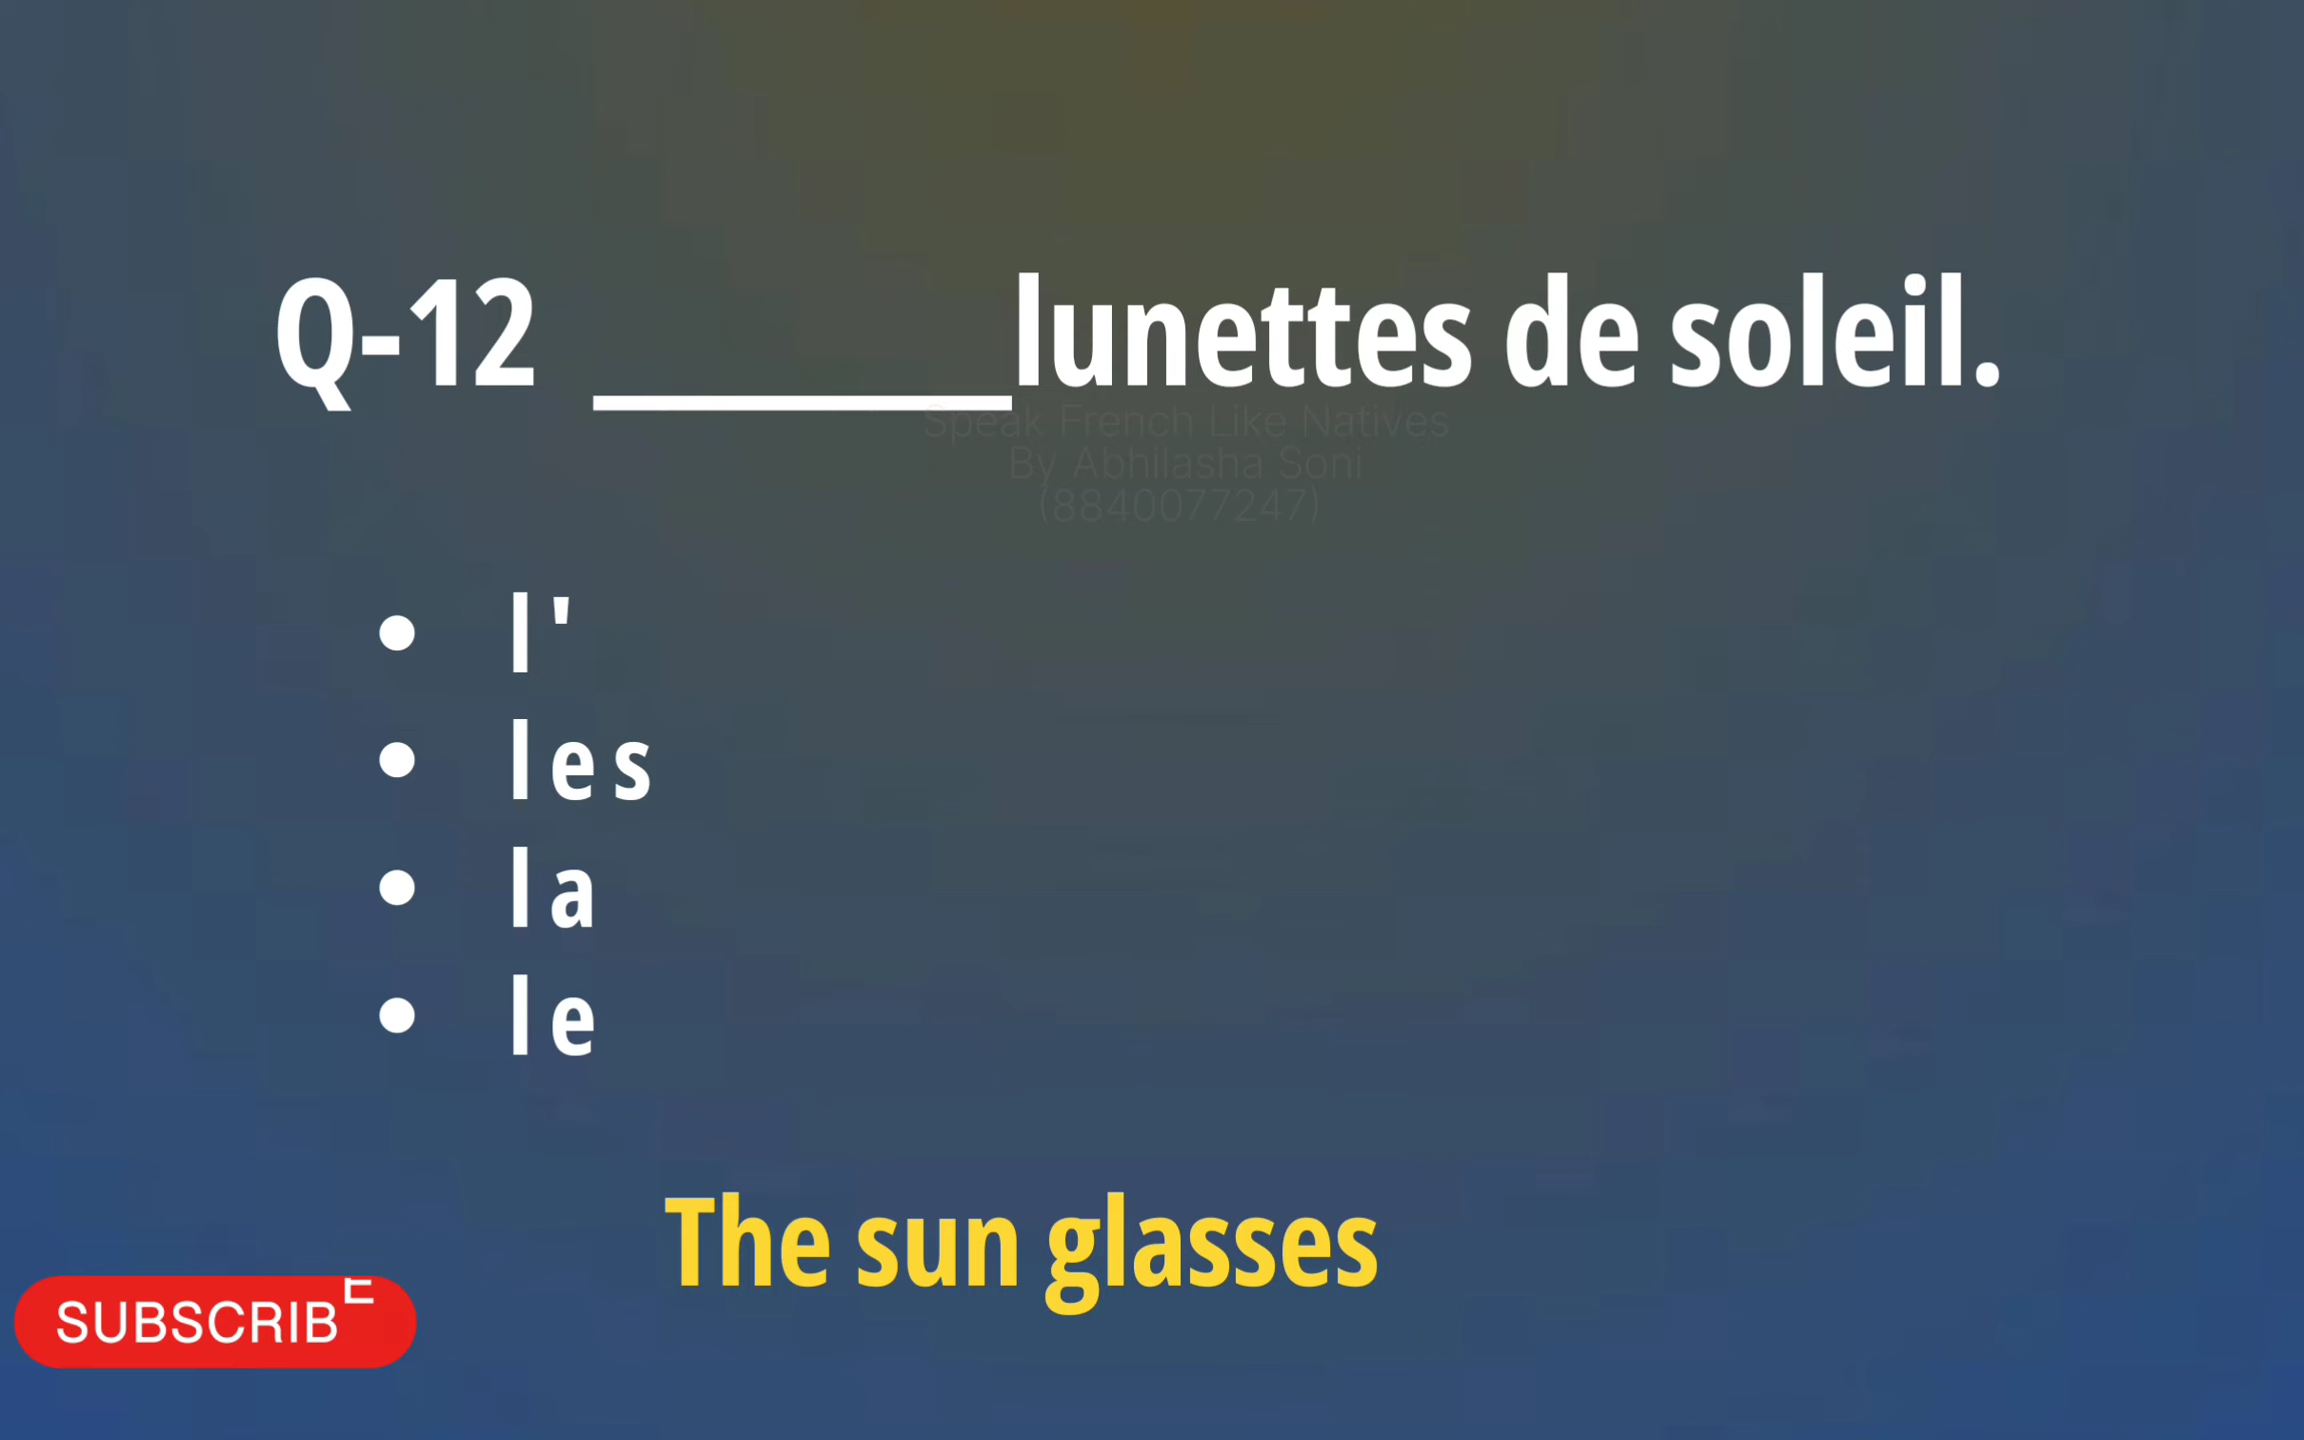 Q-12 ________lunettes de soleil.
Speak French Like Natives
By Abhilasha Soni
(8840077247)
• l'
• les
• la
• le
The sun glasses
SUBSCRIBE